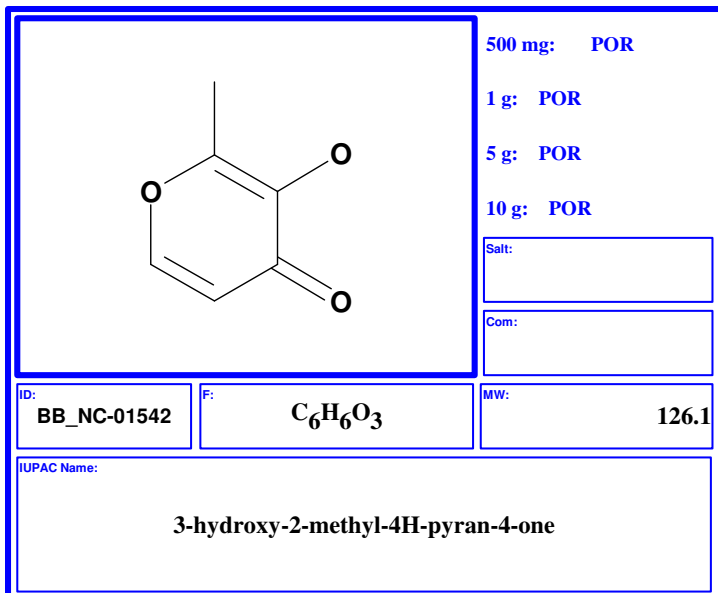 500 mg: POR
1 g: POR
5 g: POR
10 g: POR
O
O
O
Salt:
Com:
ID:
BB_NC-01542
F:
C6H6O3
MW:
126.1
IUPAC Name:
3-hydroxy-2-methyl-4H-pyran-4-one